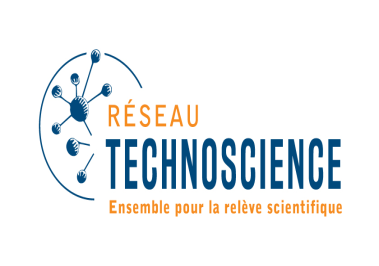 RÉSEAU
TECHNOSCIENCE
Ensemble pour la relève scientifique